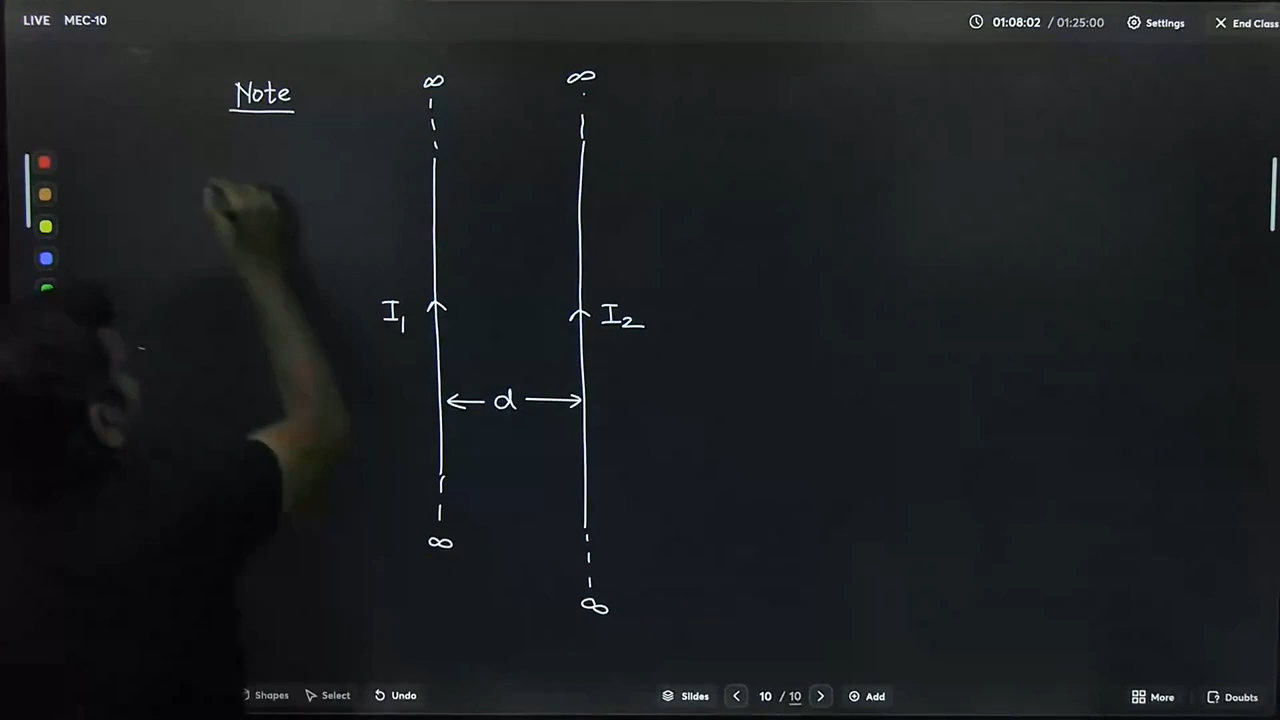 LIVE MEC-10
01:08:02 / 01:25:00 Settings End Class
Note
∞ ∞
I₁ I₂
d
∞
∞
Shapes Select Undo Slides 10 / 10 Add More Doubts